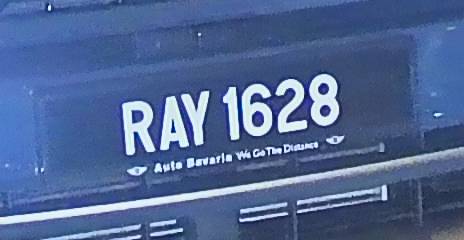 RAY 1628
Auto Bavaria We Go The Distance